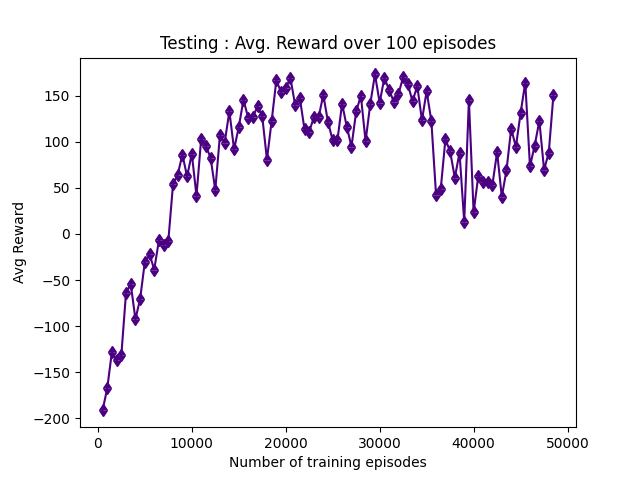 Testing : Avg. Reward over 100 episodes
150
100
50
0
−50
−100
−150
−200
Avg Reward
0 10000 20000 30000 40000 50000
Number of training episodes